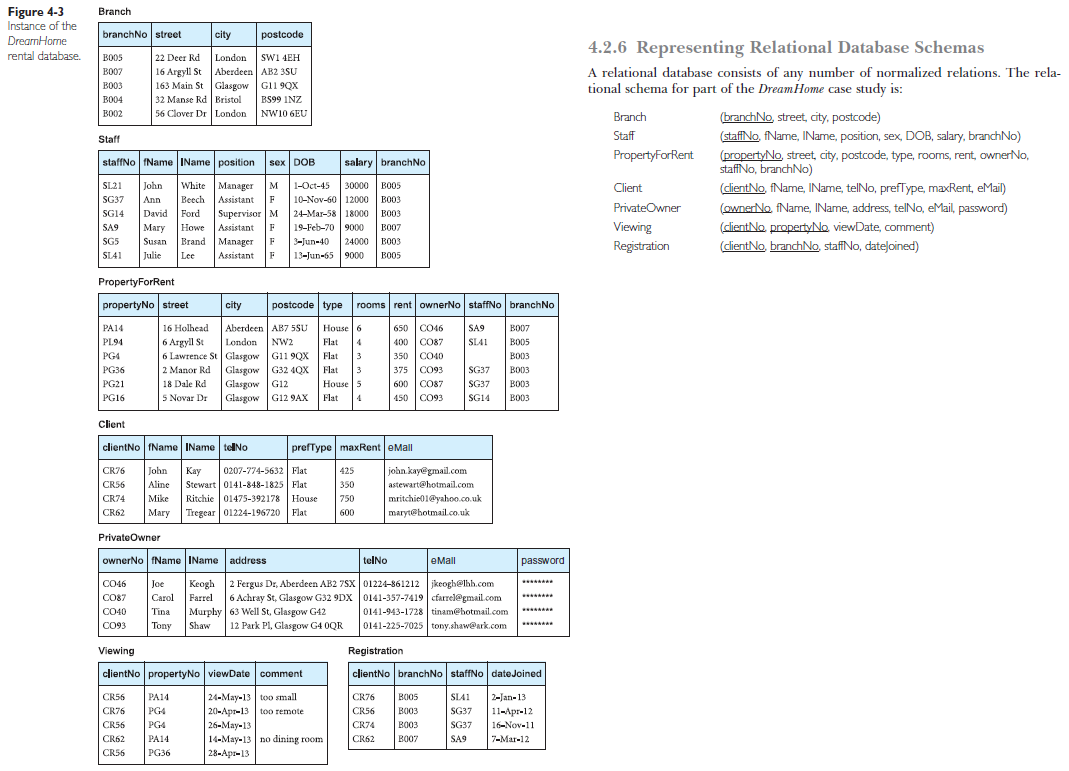 Figure 4-3
Instance of the
DreamHome
rental database.
Branch
branchNo street city postcode
B005 22 Deer Rd London SW1 4EH
B007 16 Argyll St Aberdeen AB2 3SU
B003 163 Main St Glasgow G11 9QX
B004 32 Manse Rd Bristol BS99 1NZ
B002 56 Clover Dr London NW10 6EU
Staff
staffNo fName lName position sex DOB salary branchNo
SL21 John White Manager M 1-Oct-45 30000 B005
SG37 Ann Beech Assistant F 10-Nov-60 12000 B003
SG14 David Ford Supervisor M 24-Mar-58 18000 B003
SA9 Mary Howe Assistant F 19-Feb-70 9000 B007
SG5 Susan Brand Manager F 3-Jun-40 24000 B003
SL41 Julie Lee Assistant F 13-Jun-65 9000 B005
PropertyForRent
propertyNo street city postcode type rooms rent ownerNo staffNo branchNo
PA14 16 Holhead Aberdeen AB7 5SU House 6 650 CO46 SA9 B007
PL94 6 Argyll St London NW2 Flat 4 400 CO87 SL41 B005
PG4 6 Lawrence St Glasgow G11 9QX Flat 3 350 CO40 B003
PG36 2 Manor Rd Glasgow G32 4QX Flat 3 375 CO93 SG37 B003
PG21 18 Dale Rd Glasgow G12 House 5 600 CO87 SG37 B003
PG16 5 Novar Dr Glasgow G12 9AX Flat 4 450 CO93 SG14 B003
Client
clientNo fName lName telNo prefType maxRent eMail
CR76 John Kay 0207-774-5632 Flat 425 john.kay@gmail.com
CR56 Aline Stewart 0141-848-1825 Flat 350 astewart@hotmail.com
CR74 Mike Ritchie 01475-392178 House 750 mritchie01@yahoo.co.uk
CR62 Mary Tregear 01224-196720 Flat 600 maryt@hotmail.co.uk
PrivateOwner
ownerNo fName lName address telNo eMail password
CO46 Joe Keogh 2 Fergus Dr, Aberdeen AB2 7SX 01224-861212 jkeogh@lhh.com ********
CO87 Carol Farrel 6 Achray St, Glasgow G32 9DX 0141-357-7419 cfarrel@gmail.com ********
CO40 Tina Murphy 63 Well St, Glasgow G42 0141-943-1728 tinam@hotmail.com ********
CO93 Tony Shaw 12 Park Pl, Glasgow G4 0QR 0141-225-7025 tony.shaw@ark.com ********
Viewing
clientNo propertyNo viewDate comment
CR56 PA14 24-May-13 too small
CR76 PG4 20-Apr-13 too remote
CR56 PG4 26-May-13
CR62 PA14 14-May-13 no dining room
CR56 PG36 28-Apr-13
Registration
clientNo branchNo staffNo dateJoined
CR76 B005 SL41 2-Jan-13
CR56 B003 SG37 11-Apr-12
CR74 B003 SG37 16-Nov-11
CR62 B007 SA9 7-Mar-12
4.2.6 Representing Relational Database Schemas
A relational database consists of any number of normalized relations. The rela-
tional schema for part of the DreamHome case study is:
Branch (branchNo, street, city, postcode)
Staff (staffNo, fName, lName, position, sex, DOB, salary, branchNo)
PropertyForRent (propertyNo, street, city, postcode, type, rooms, rent, ownerNo,
staffNo, branchNo)
Client (clientNo, fName, lName, telNo, prefType, maxRent, eMail)
PrivateOwner (ownerNo, fName, lName, address, telNo, eMail, password)
Viewing (clientNo, propertyNo, viewDate, comment)
Registration (clientNo, branchNo, staffNo, dateJoined)